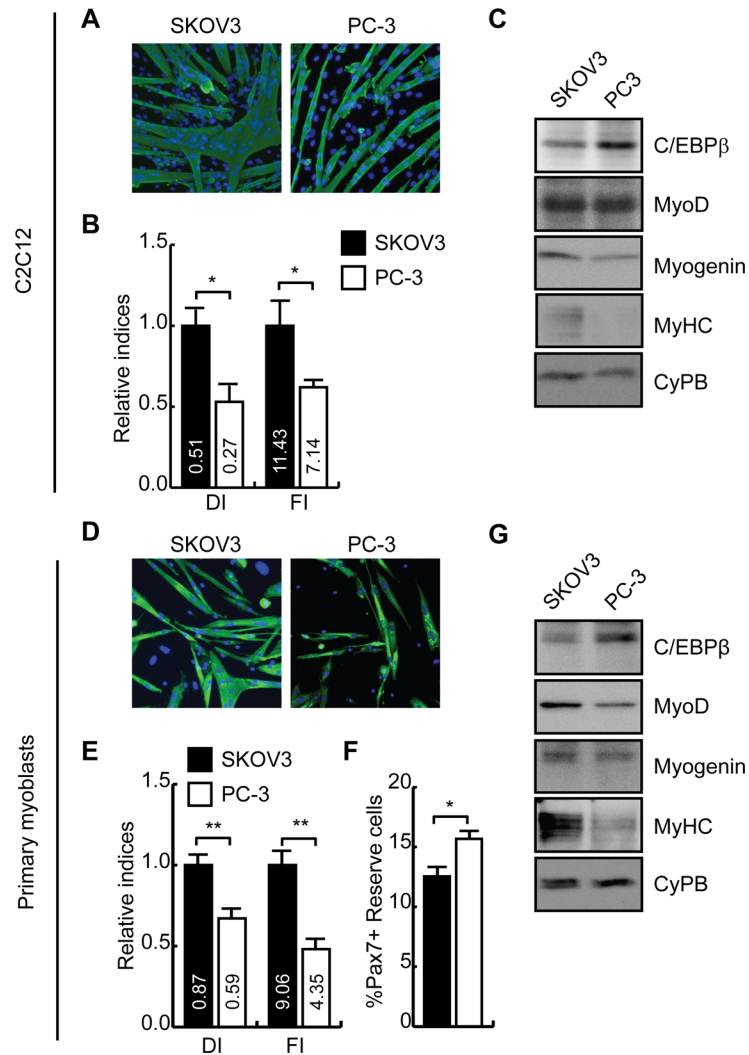 A
SKOV3
PC-3
C
SKOV3
PC3
C/EBPβ
MyoD
Myogenin
MyHC
CyPB
C2C12
B
SKOV3
PC-3
Relative indices
1.5
1.0
0.5
0.0
*
*
0.51
0.27
11.43
7.14
DI
FI
D
SKOV3
PC-3
G
SKOV3
PC-3
C/EBPβ
MyoD
Myogenin
MyHC
CyPB
Primary myoblasts
E
SKOV3
PC-3
Relative indices
1.5
1.0
0.5
0.0
**
**
0.87
0.59
9.06
4.35
DI
FI
F
%Pax7+ Reserve cells
20
15
10
5
0
*